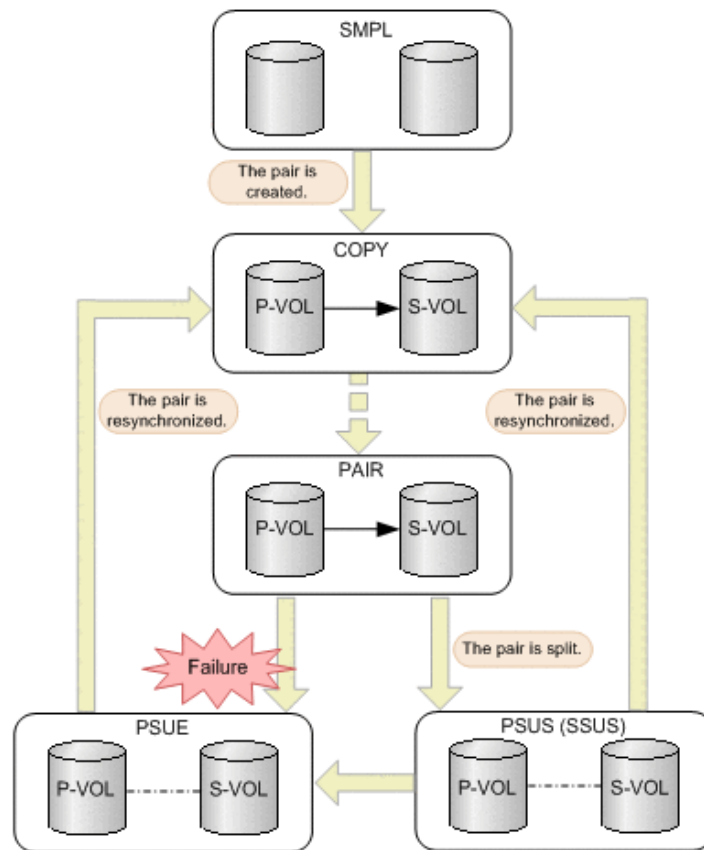 SMPL
The pair is
created.
COPY
P-VOL
S-VOL
The pair is
resynchronized.
The pair is
resynchronized.
PAIR
P-VOL
S-VOL
Failure
The pair is split.
PSUE
P-VOL
S-VOL
PSUS (SSUS)
P-VOL
S-VOL